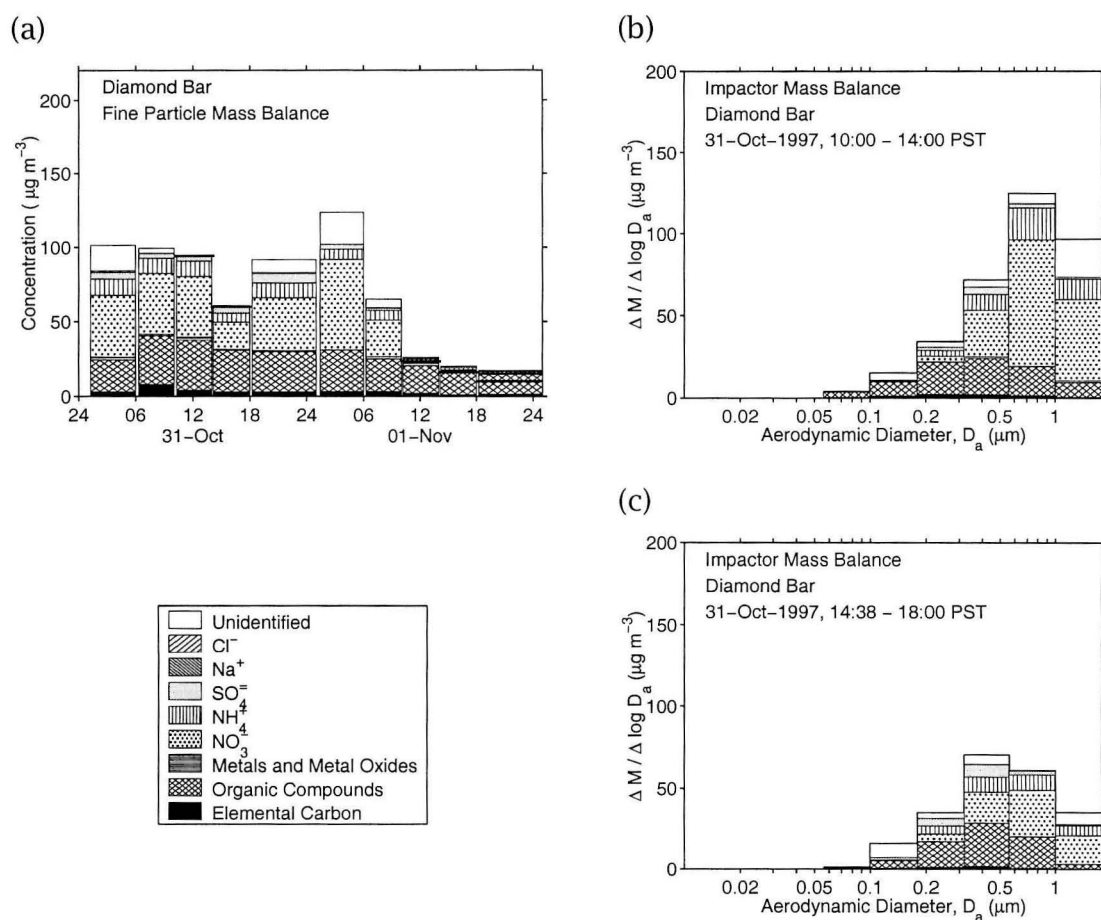 (a)
Diamond Bar
Fine Particle Mass Balance
Concentration ( μg m⁻³)
200
150
100
50
0
24 06 12 18 24 06 12 18 24
31−Oct 01−Nov
(b)
Impactor Mass Balance
Diamond Bar
31−Oct−1997, 10:00 − 14:00 PST
Δ M / Δ log Dₐ (μg m⁻³)
200
150
100
50
0
0.02 0.05 0.1 0.2 0.5 1
Aerodynamic Diameter, Dₐ (μm)
Unidentified
Cl⁻
Na⁺
SO₄⁼
NH₄⁺
NO₃⁻
Metals and Metal Oxides
Organic Compounds
Elemental Carbon
(c)
Impactor Mass Balance
Diamond Bar
31−Oct−1997, 14:38 − 18:00 PST
Δ M / Δ log Dₐ (μg m⁻³)
200
150
100
50
0
0.02 0.05 0.1 0.2 0.5 1
Aerodynamic Diameter, Dₐ (μm)